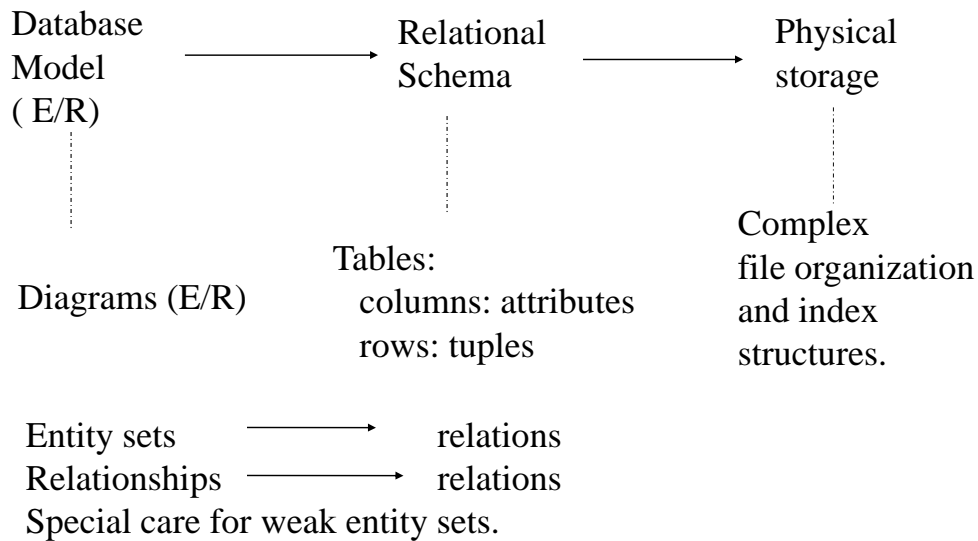 Database
Model
( E/R)
Relational
Schema
Physical
storage
Diagrams (E/R)
Tables:
columns: attributes
rows: tuples
Complex
file organization
and index
structures.
Entity sets relations
Relationships relations
Special care for weak entity sets.